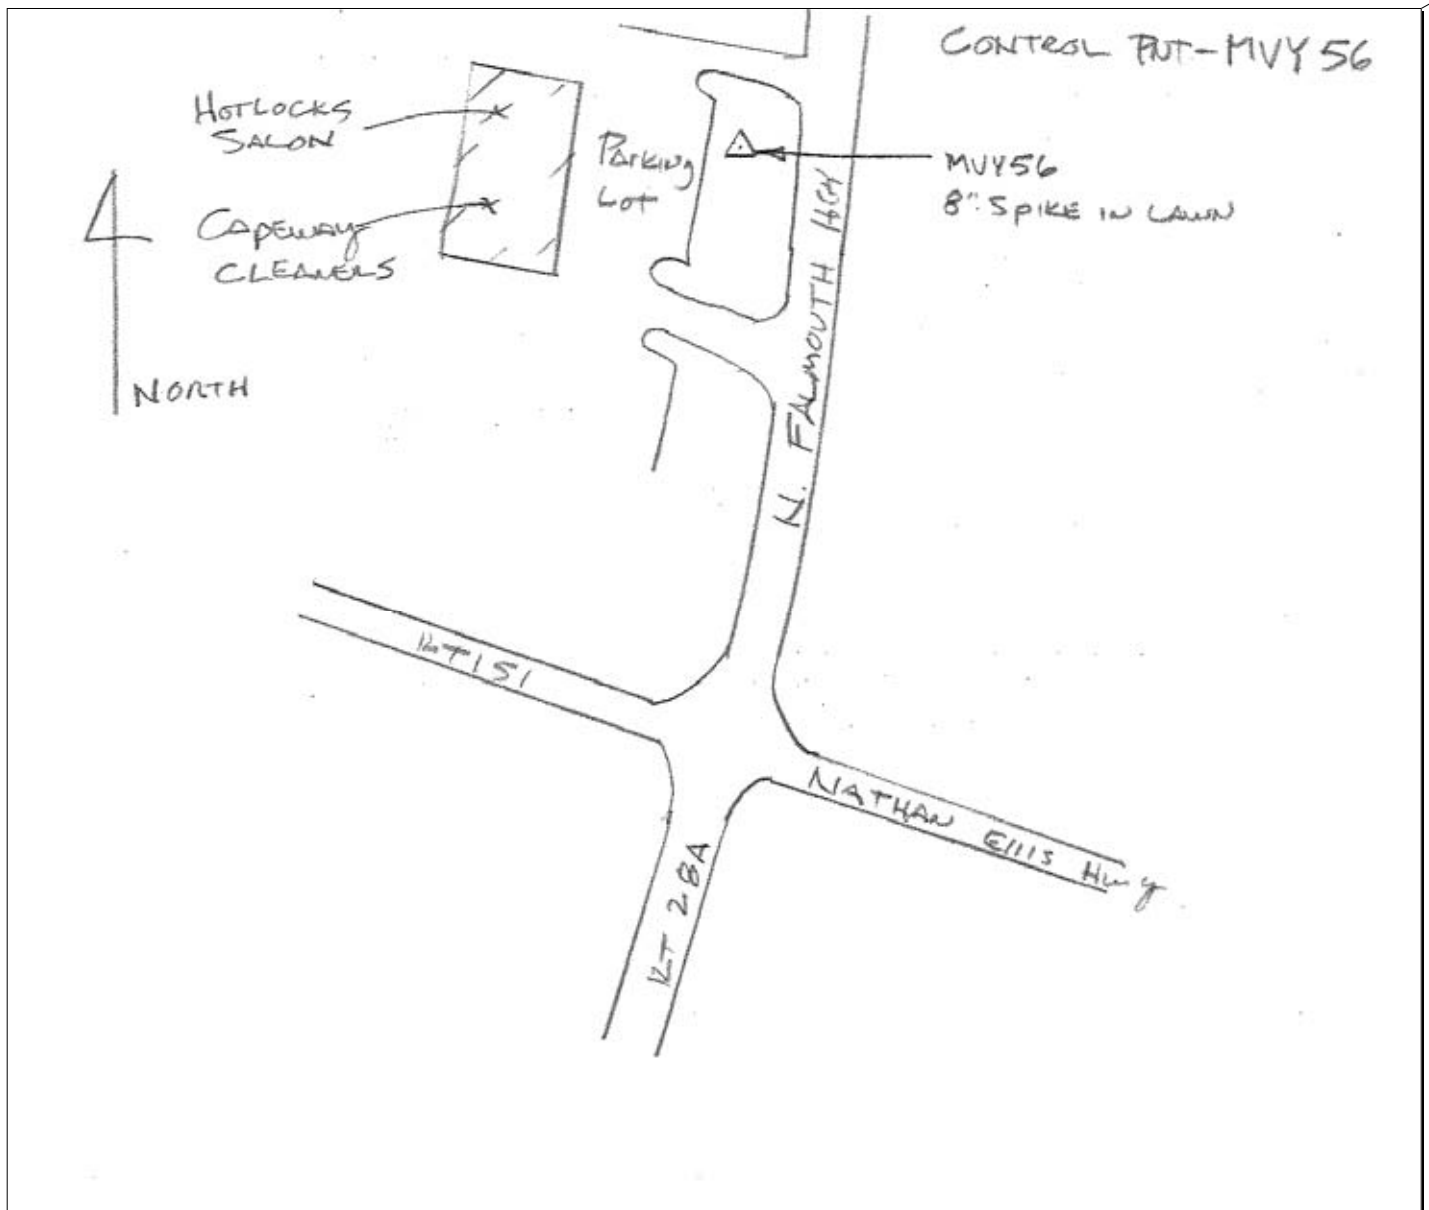 CONTROL PNT-MVY 56
HOTLOCKS
SALON
Parking
Lot
MVY56
8" SPIKE IN LAWN
CAPEWAY
CLEANERS
NORTH
N. FALMOUTH HGY
RT 151
NATHAN Ellis Hwy
RT 28A